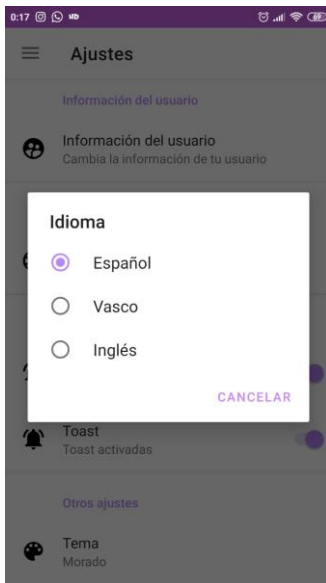 0:17
Ajustes
Información del usuario
Información del usuario
Cambia la información de tu usuario
Idioma
Español
Vasco
Inglés
CANCELAR
Toast
Toast activadas
Otros ajustes
Tema
Morado